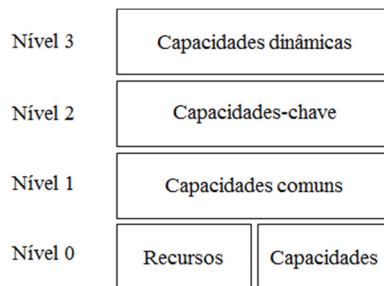 Nível 3 Capacidades dinâmicas
Nível 2 Capacidades-chave
Nível 1 Capacidades comuns
Nível 0 Recursos Capacidades